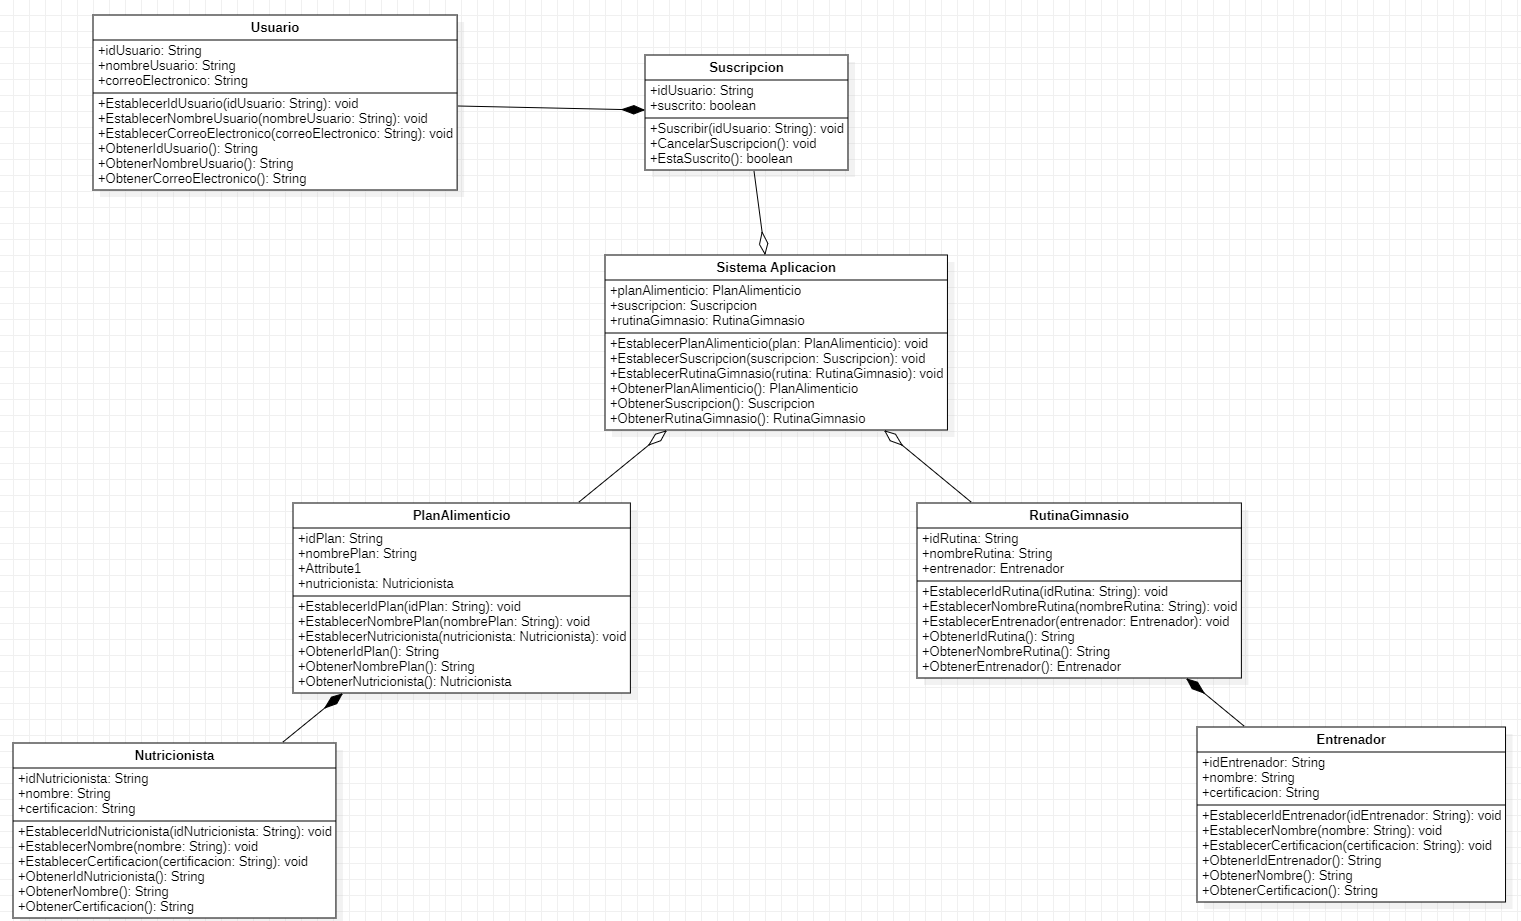 Usuario
+idUsuario: String
+nombreUsuario: String
+correoElectronico: String
+EstablecerIdUsuario(idUsuario: String): void
+EstablecerNombreUsuario(nombreUsuario: String): void
+EstablecerCorreoElectronico(correoElectronico: String): void
+ObtenerIdUsuario(): String
+ObtenerNombreUsuario(): String
+ObtenerCorreoElectronico(): String
Suscripcion
+idUsuario: String
+suscrito: boolean
+Suscribir(idUsuario: String): void
+CancelarSuscripcion(): void
+EstaSuscrito(): boolean
Sistema Aplicacion
+planAlimenticio: PlanAlimenticio
+suscripcion: Suscripcion
+rutinaGimnasio: RutinaGimnasio
+EstablecerPlanAlimenticio(plan: PlanAlimenticio): void
+EstablecerSuscripcion(suscripcion: Suscripcion): void
+EstablecerRutinaGimnasio(rutina: RutinaGimnasio): void
+ObtenerPlanAlimenticio(): PlanAlimenticio
+ObtenerSuscripcion(): Suscripcion
+ObtenerRutinaGimnasio(): RutinaGimnasio
PlanAlimenticio
+idPlan: String
+nombrePlan: String
+Attribute1
+nutricionista: Nutricionista
+EstablecerIdPlan(idPlan: String): void
+EstablecerNombrePlan(nombrePlan: String): void
+EstablecerNutricionista(nutricionista: Nutricionista): void
+ObtenerIdPlan(): String
+ObtenerNombrePlan(): String
+ObtenerNutricionista(): Nutricionista
RutinaGimnasio
+idRutina: String
+nombreRutina: String
+entrenador: Entrenador
+EstablecerIdRutina(idRutina: String): void
+EstablecerNombreRutina(nombreRutina: String): void
+EstablecerEntrenador(entrenador: Entrenador): void
+ObtenerIdRutina(): String
+ObtenerNombreRutina(): String
+ObtenerEntrenador(): Entrenador
Nutricionista
+idNutricionista: String
+nombre: String
+certificacion: String
+EstablecerIdNutricionista(idNutricionista: String): void
+EstablecerNombre(nombre: String): void
+EstablecerCertificacion(certificacion: String): void
+ObtenerIdNutricionista(): String
+ObtenerNombre(): String
+ObtenerCertificacion(): String
Entrenador
+idEntrenador: String
+nombre: String
+certificacion: String
+EstablecerIdEntrenador(idEntrenador: String): void
+EstablecerNombre(nombre: String): void
+EstablecerCertificacion(certificacion: String): void
+ObtenerIdEntrenador(): String
+ObtenerNombre(): String
+ObtenerCertificacion(): String